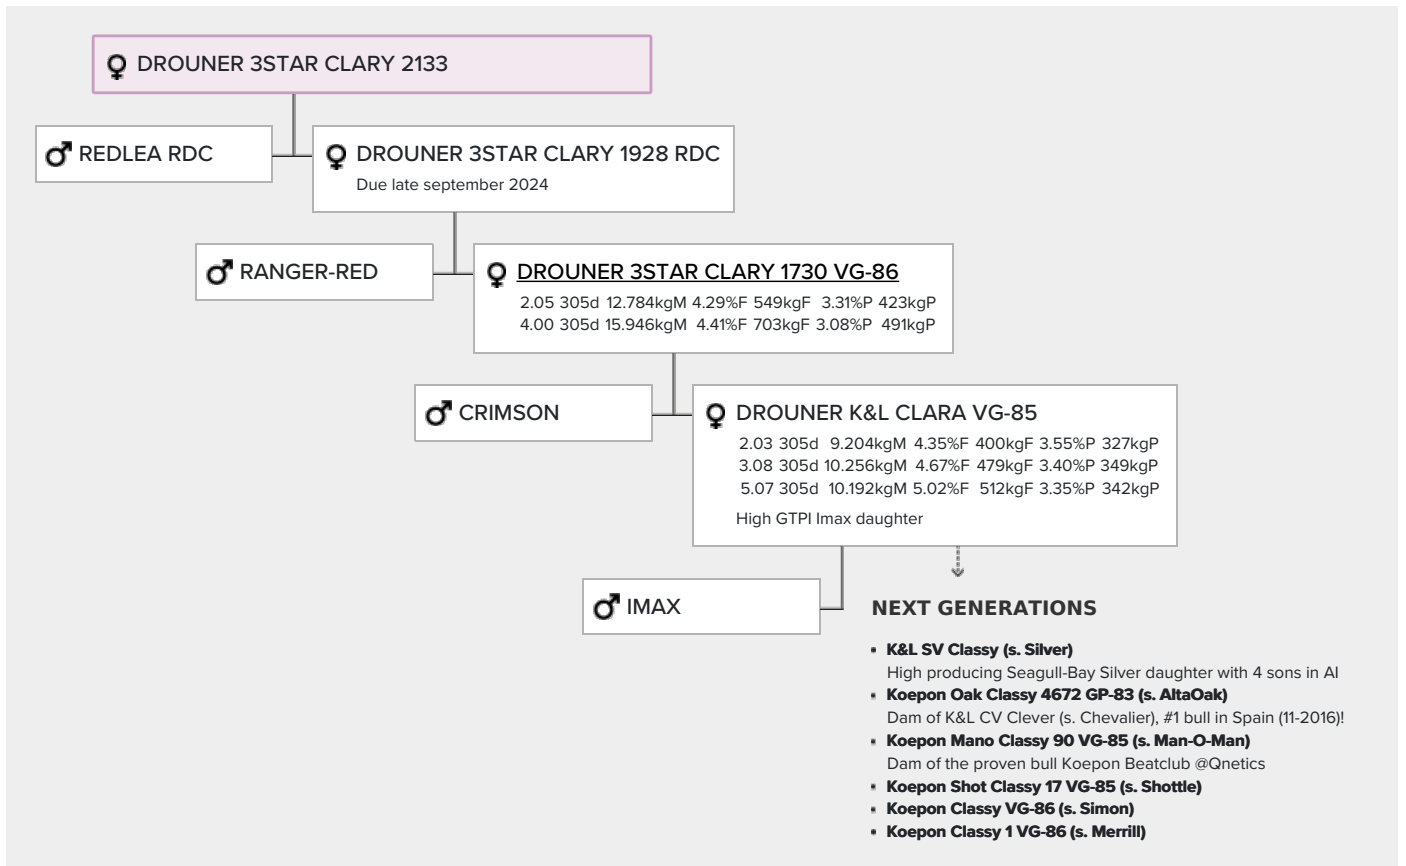 DROUNER 3STAR CLARY 2133
REDLEA RDC
DROUNER 3STAR CLARY 1928 RDC
Due late september 2024
RANGER-RED
DROUNER 3STAR CLARY 1730 VG-86
2.05 305d 12.784kgM 4.29%F 549kgF 3.31%P 423kgP
4.00 305d 15.946kgM 4.41%F 703kgF 3.08%P 491kgP
CRIMSON
DROUNER K&L CLARA VG-85
2.03 305d 9.204kgM 4.35%F 400kgF 3.55%P 327kgP
3.08 305d 10.256kgM 4.67%F 479kgF 3.40%P 349kgP
5.07 305d 10.192kgM 5.02%F 512kgF 3.35%P 342kgP
High GTPI Imax daughter
IMAX
NEXT GENERATIONS
• K&L SV Classy (s. Silver)
High producing Seagull-Bay Silver daughter with 4 sons in AI
• Koepon Oak Classy 4672 GP-83 (s. AltaOak)
Dam of K&L CV Clever (s. Chevalier), #1 bull in Spain (11-2016)!
• Koepon Mano Classy 90 VG-85 (s. Man-O-Man)
Dam of the proven bull Koepon Beatclub @Qnetics
• Koepon Shot Classy 17 VG-85 (s. Shottle)
• Koepon Classy VG-86 (s. Simon)
• Koepon Classy 1 VG-86 (s. Merrill)